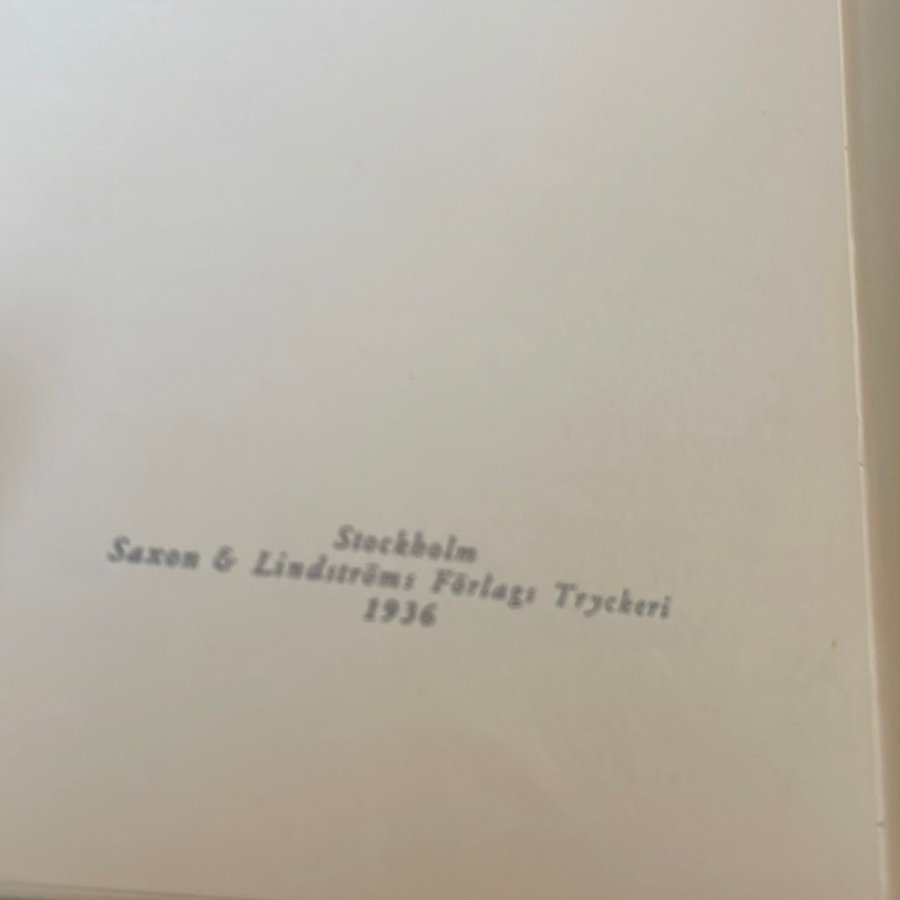 Stockholm
Saxon & Lindströms Förlags Tryckeri
1936